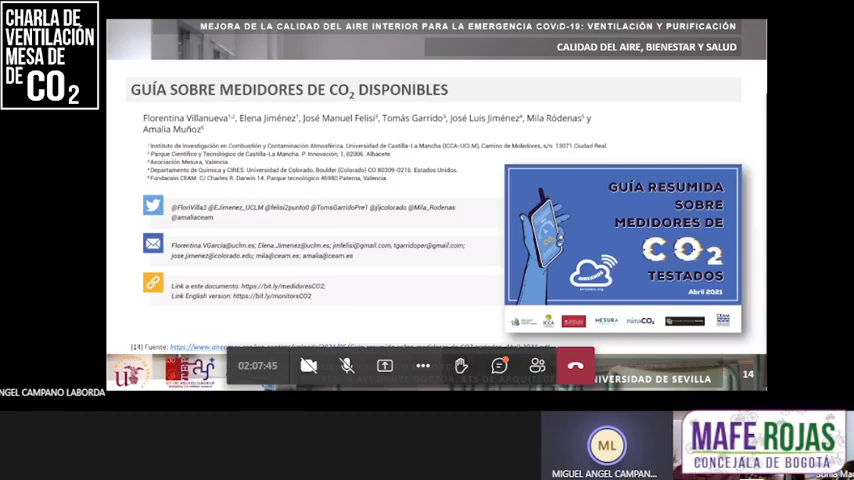 CHARLA DE
VENTILACIÓN
MESA DE
DE CO2
MEJORA DE LA CALIDAD DEL AIRE INTERIOR PARA LA EMERGENCIA COVID-19: VENTILACIÓN Y PURIFICACIÓN
CALIDAD DEL AIRE, BIENESTAR Y SALUD
GUÍA SOBRE MEDIDORES DE CO2 DISPONIBLES
Florentina Villanueva1,2, Elena Jiménez1, José Manuel Felisi3, Tomás Garrido3, José Luis Jiménez4, Mila Ródenas5 y
Amalia Muñoz5
1 Instituto de Investigación en Combustión y Contaminación Atmosférica. Universidad de Castilla-La Mancha (ICCA-UCLM), Camino de Moledores, s/n. 13071 Ciudad Real.
2 Parque Científico y Tecnológico de Castilla-La Mancha. P. Innovación, 1, 02006. Albacete.
3 Asociación Mesura, Valencia.
4 Departamento de Química y CIRES. Universidad de Colorado, Boulder (Colorado) CO 80309-0216. Estados Unidos.
5 Fundación CEAM. C/ Charles R. Darwin 14. Parque tecnológico 46980 Paterna, Valencia.
@FloriVilla3 @EJimenez_UCLM @felisi2punto0 @TomsGarridoPre1 @jljcolorado @Mila_Rodenas
@amaliaceam
Florentina.VGarcia@uclm.es; Elena.Jimenez@uclm.es; jmfelisi@gmail.com, tgarridoper@gmail.com;
jose.jimenez@colorado.edu; mila@ceam.es; amalia@ceam.es
Link a este documento: https://bit.ly/medidoresCO2;
Link English version: https://bit.ly/monitorsCO2
GUÍA RESUMIDA
SOBRE
MEDIDORES DE
CO2
TESTADOS
Abril 2021
ICCA
MESURA
CEAM
[14] Fuente:
02:07:45
UNIVERSIDAD DE SEVILLA
14
ANGEL CAMPANO LABORDA
ML
MIGUEL ANGEL CAMPAN...
MAFE ROJAS
CONCEJALA DE BOGOTÁ